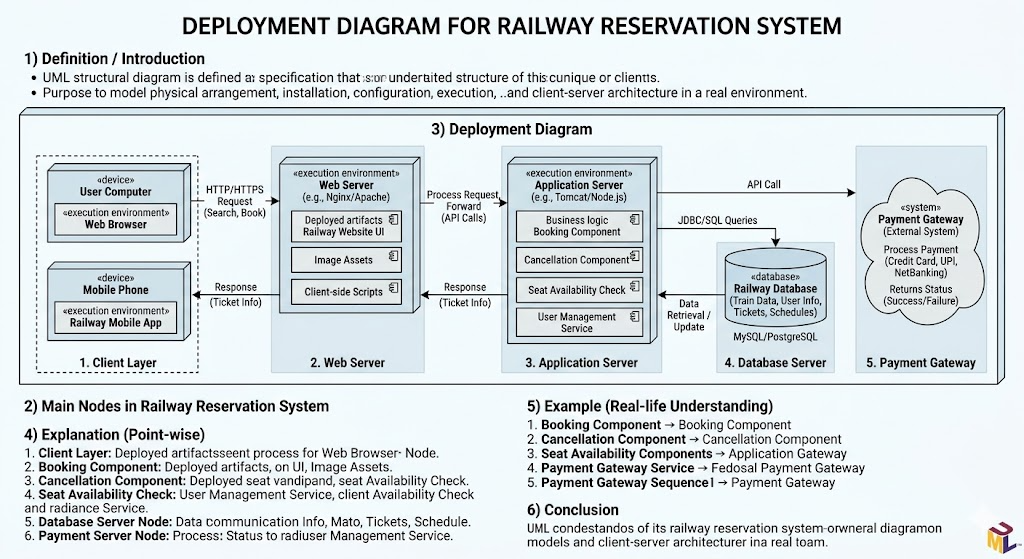 DEPLOYMENT DIAGRAM FOR RAILWAY RESERVATION SYSTEM
1) Definition / Introduction
• UML structural diagram is defined as specification that structure of this or clients.
• Purpose to model physical arrangement, installation, configuration, execution, ..and client-server architecture in a real environment.
3) Deployment Diagram
«device»
User Computer
«execution environment»
Web Browser
«device»
Mobile Phone
«execution environment»
Railway Mobile App
1. Client Layer
HTTP/HTTPS
Request
(Search, Book)
Response
(Ticket Info)
«execution environment»
Web Server
(e.g., Nginx/Apache)
Deployed artifacts
Railway Website UI
Image Assets
Client-side Scripts
2. Web Server
Process Request,
Forward
(API Calls)
Response
(Ticket Info)
«execution environment»
Application Server
(e.g., Tomcat/Node.js)
Business logic
Booking Component
Cancellation Component
Seat Availability Check
User Management
Service
3. Application Server
API Call
JDBC/SQL Queries
Data
Retrieval /
Update
«database»
Railway Database
(Train Data, User Info,
Tickets, Schedules)
MySQL/PostgreSQL
4. Database Server
«system»
Payment Gateway
(External System)
Process Payment
(Credit Card, UPI,
NetBanking)
Returns Status
(Success/Failure)
5. Payment Gateway
2) Main Nodes in Railway Reservation System
4) Explanation (Point-wise)
1. Client Layer: Deployed artifactsseent process for Web Browser- Node.
2. Booking Component: Deployed artifacts, on UI, Image Assets.
3. Cancellation Component: Deployed seat vandipand, seat Availability Check.
4. Seat Availability Check: User Management Service, client Availability Check
and radiance Service.
5. Database Server Node: Data communication Info, Mato, Tickets, Schedule.
6. Payment Server Node: Process: Status to radiuser Management Service.
5) Example (Real-life Understanding)
1. Booking Component → Booking Component
2. Cancellation Component → Cancellation Component
3. Seat Availability Components → Application Gateway
4. Payment Gateway Service → Fedosal Payment Gateway
5. Payment Gateway Sequence → Payment Gateway
6) Conclusion
UML condestandos of its railway reservation system-owneral diagramon
models and client-server architecturer ina real toam.
UML